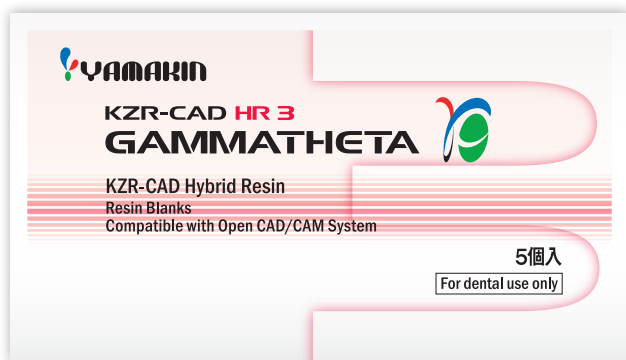 YAMAKIN
KZR-CAD HR 3
GAMMATHETA
KZR-CAD Hybrid Resin
Resin Blanks
Compatible with Open CAD/CAM System
5個入
For dental use only